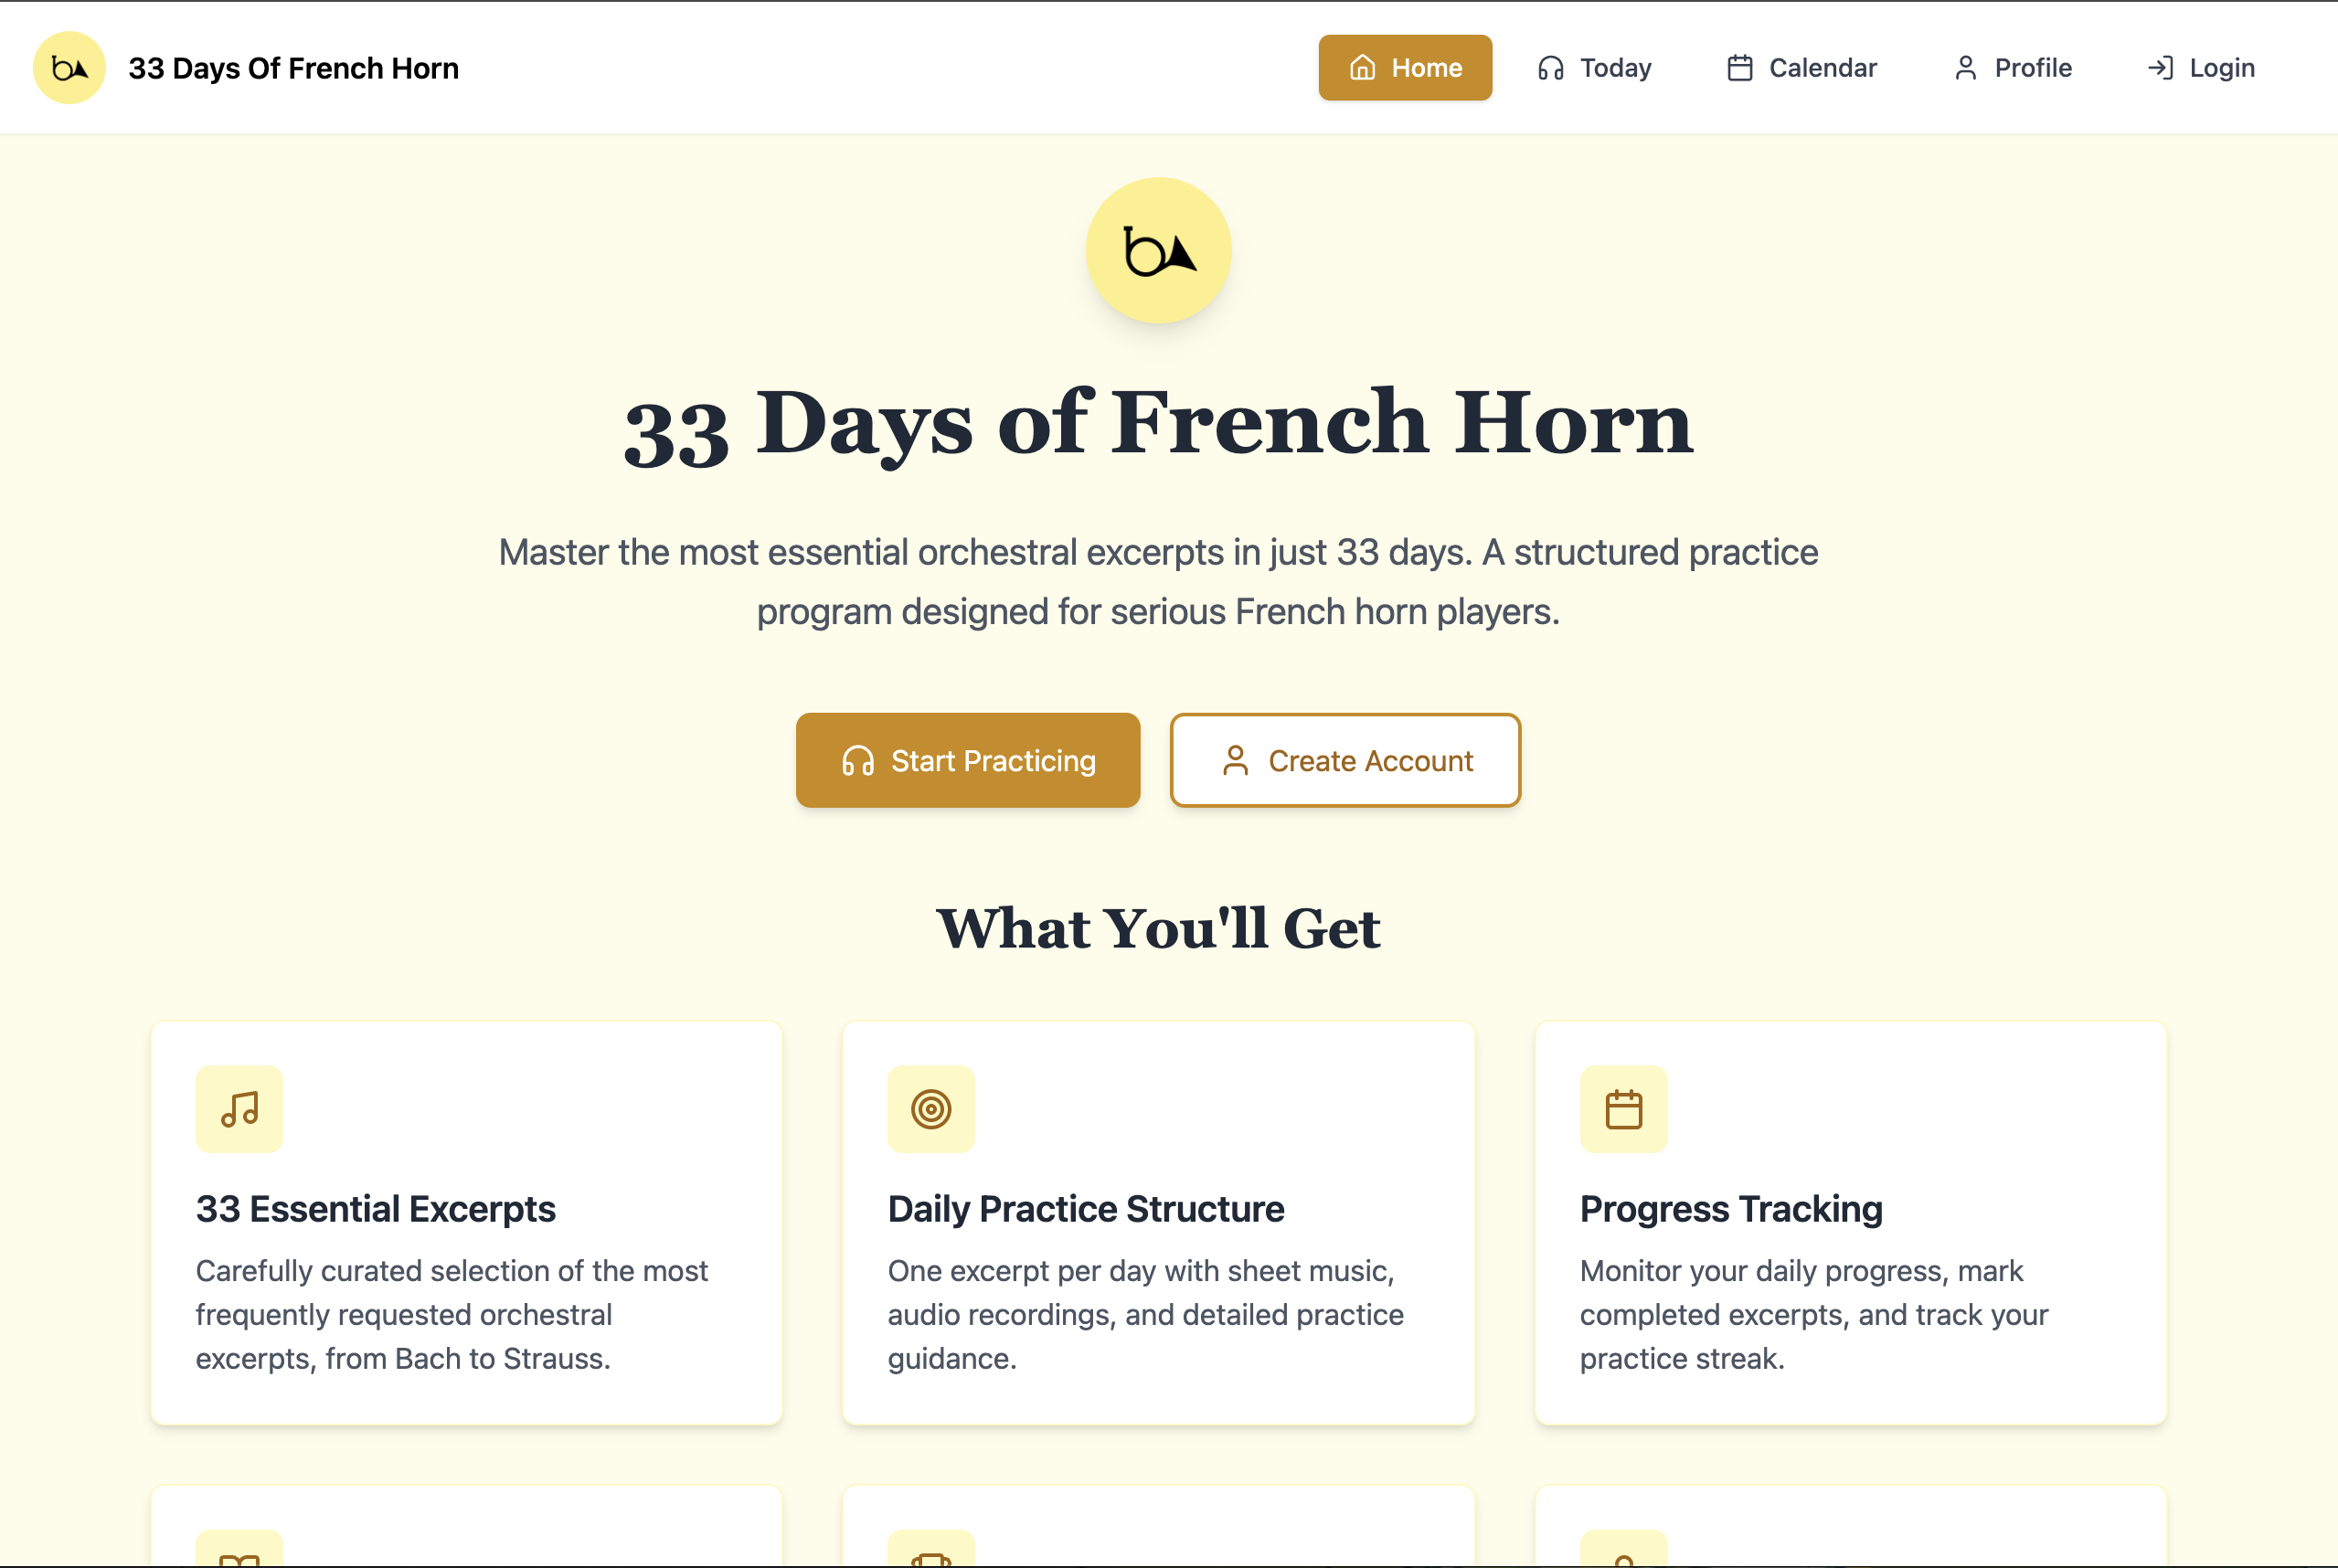 33 Days Of French Horn
Home
Today
Calendar
Profile
Login
33 Days of French Horn
Master the most essential orchestral excerpts in just 33 days. A structured practice
program designed for serious French horn players.
Start Practicing
Create Account
What You'll Get
33 Essential Excerpts
Carefully curated selection of the most
frequently requested orchestral
excerpts, from Bach to Strauss.
Daily Practice Structure
One excerpt per day with sheet music,
audio recordings, and detailed practice
guidance.
Progress Tracking
Monitor your daily progress, mark
completed excerpts, and track your
practice streak.